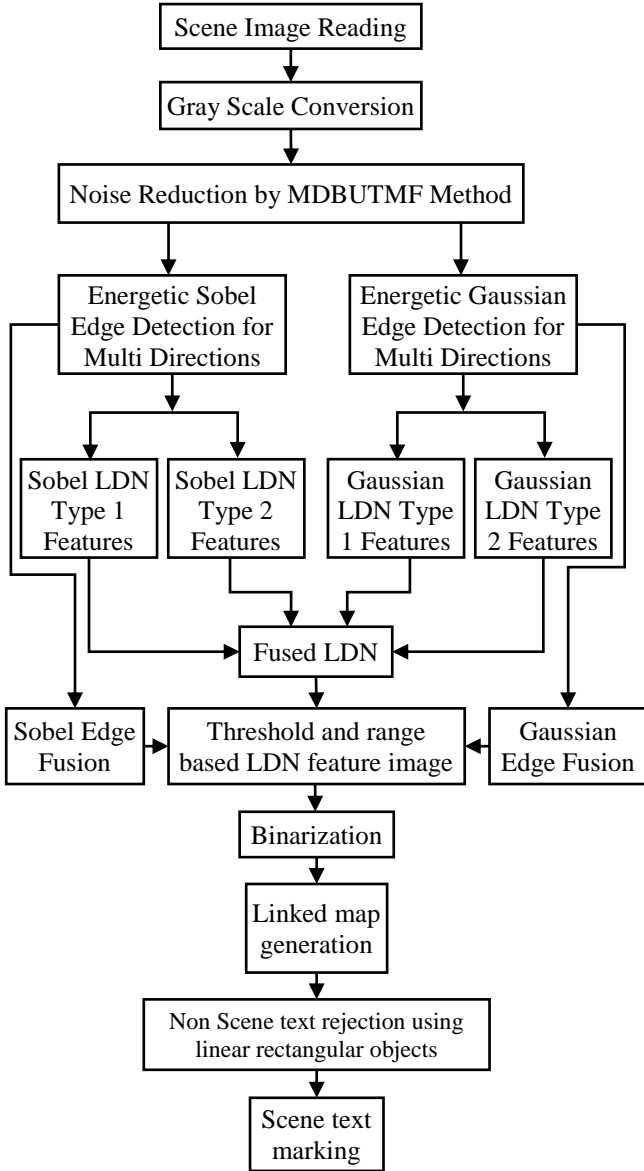 Scene Image Reading
Gray Scale Conversion
Noise Reduction by MDBUTMF Method
Energetic Sobel
Edge Detection for
Multi Directions
Energetic Gaussian
Edge Detection for
Multi Directions
Sobel LDN
Type 1
Features
Sobel LDN
Type 2
Features
Gaussian
LDN Type
1 Features
Gaussian
LDN Type
2 Features
Fused LDN
Sobel Edge
Fusion
Threshold and range
based LDN feature image
Gaussian
Edge Fusion
Binarization
Linked map
generation
Non Scene text rejection using
linear rectangular objects
Scene text
marking